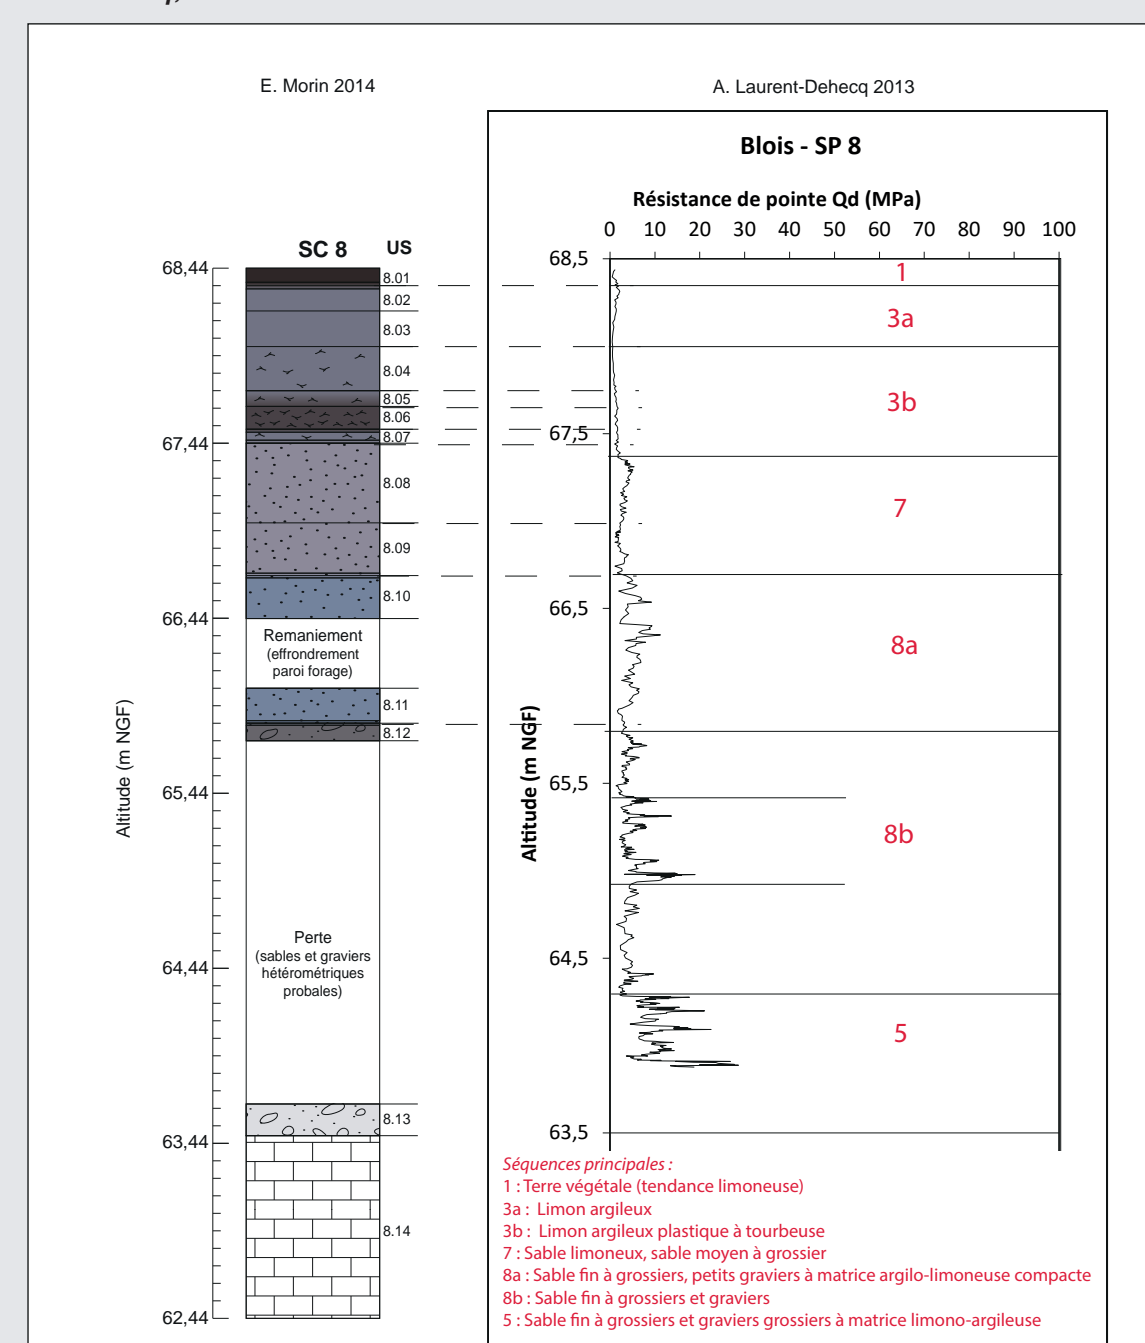 E. Morin 2014
A. Laurent-Dehecq 2013
Blois - SP 8
Résistance de pointe Qd (MPa)
0 10 20 30 40 50 60 70 80 90 100
SC 8 US
68,44
67,44
66,44
65,44
64,44
63,44
62,44
Altitude (m NGF)
8.01
8.02
8.03
8.04
8.05
8.06
8.07
8.08
8.09
8.10
Remaniement
(effrondrement
paroi forage)
8.11
8.12
Perte
(sables et graviers
hétérométriques
probales)
8.13
8.14
68,5
67,5
66,5
65,5
64,5
63,5
Altitude (m NGF)
1
3a
3b
7
8a
8b
5
Séquences principales :
1 : Terre végétale (tendance limoneuse)
3a : Limon argileux
3b : Limon argileux plastique à tourbeuse
7 : Sable limoneux, sable moyen à grossier
8a : Sable fin à grossiers, petits graviers à matrice argilo-limoneuse compacte
8b : Sable fin à grossiers et graviers
5 : Sable fin à grossiers et graviers grossiers à matrice limono-argileuse